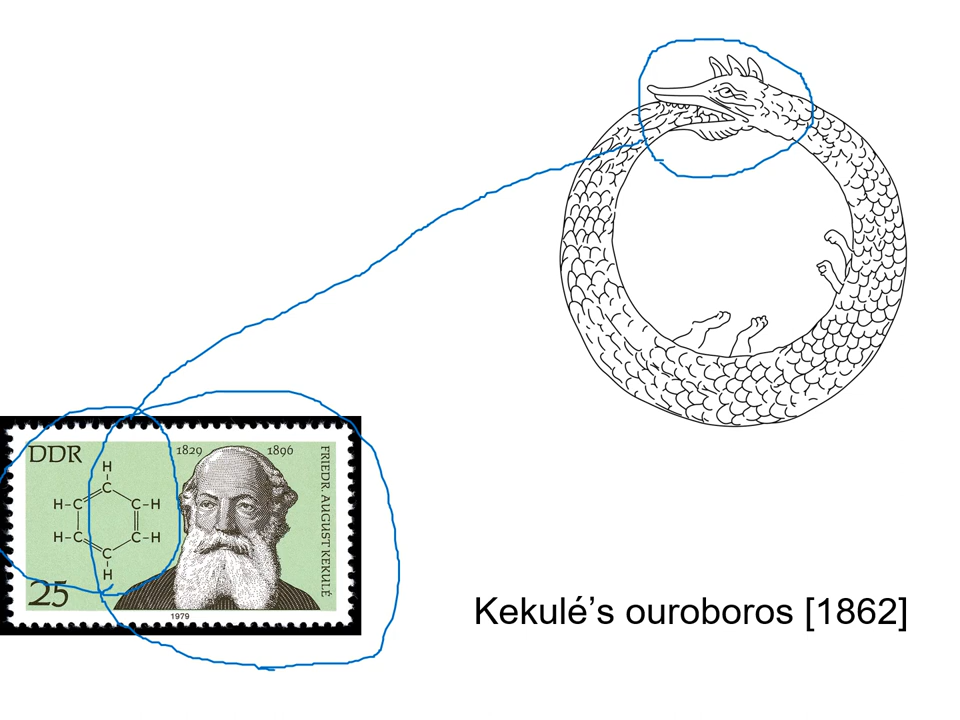 DDR
1829 1896
FRIEDR. AUGUST KEKULÉ
H
C
H-C C-H
H-C C-H
C
H
25
1979
Kekulé’s ouroboros [1862]